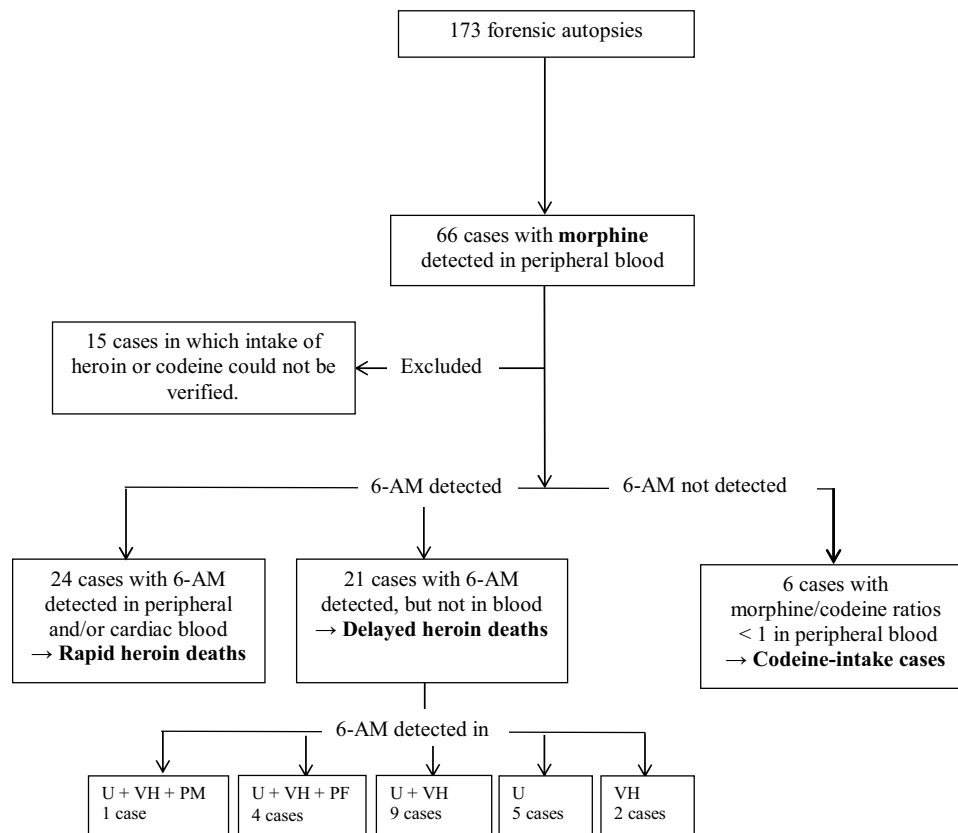 173 forensic autopsies
66 cases with morphine
detected in peripheral blood
15 cases in which intake of
heroin or codeine could not be
verified.
Excluded
6-AM detected
6-AM not detected
24 cases with 6-AM
detected in peripheral
and/or cardiac blood
→ Rapid heroin deaths
21 cases with 6-AM
detected, but not in blood
→ Delayed heroin deaths
6 cases with
morphine/codeine ratios
< 1 in peripheral blood
→ Codeine-intake cases
6-AM detected in
U + VH + PM
1 case
U + VH + PF
4 cases
U + VH
9 cases
U
5 cases
VH
2 cases